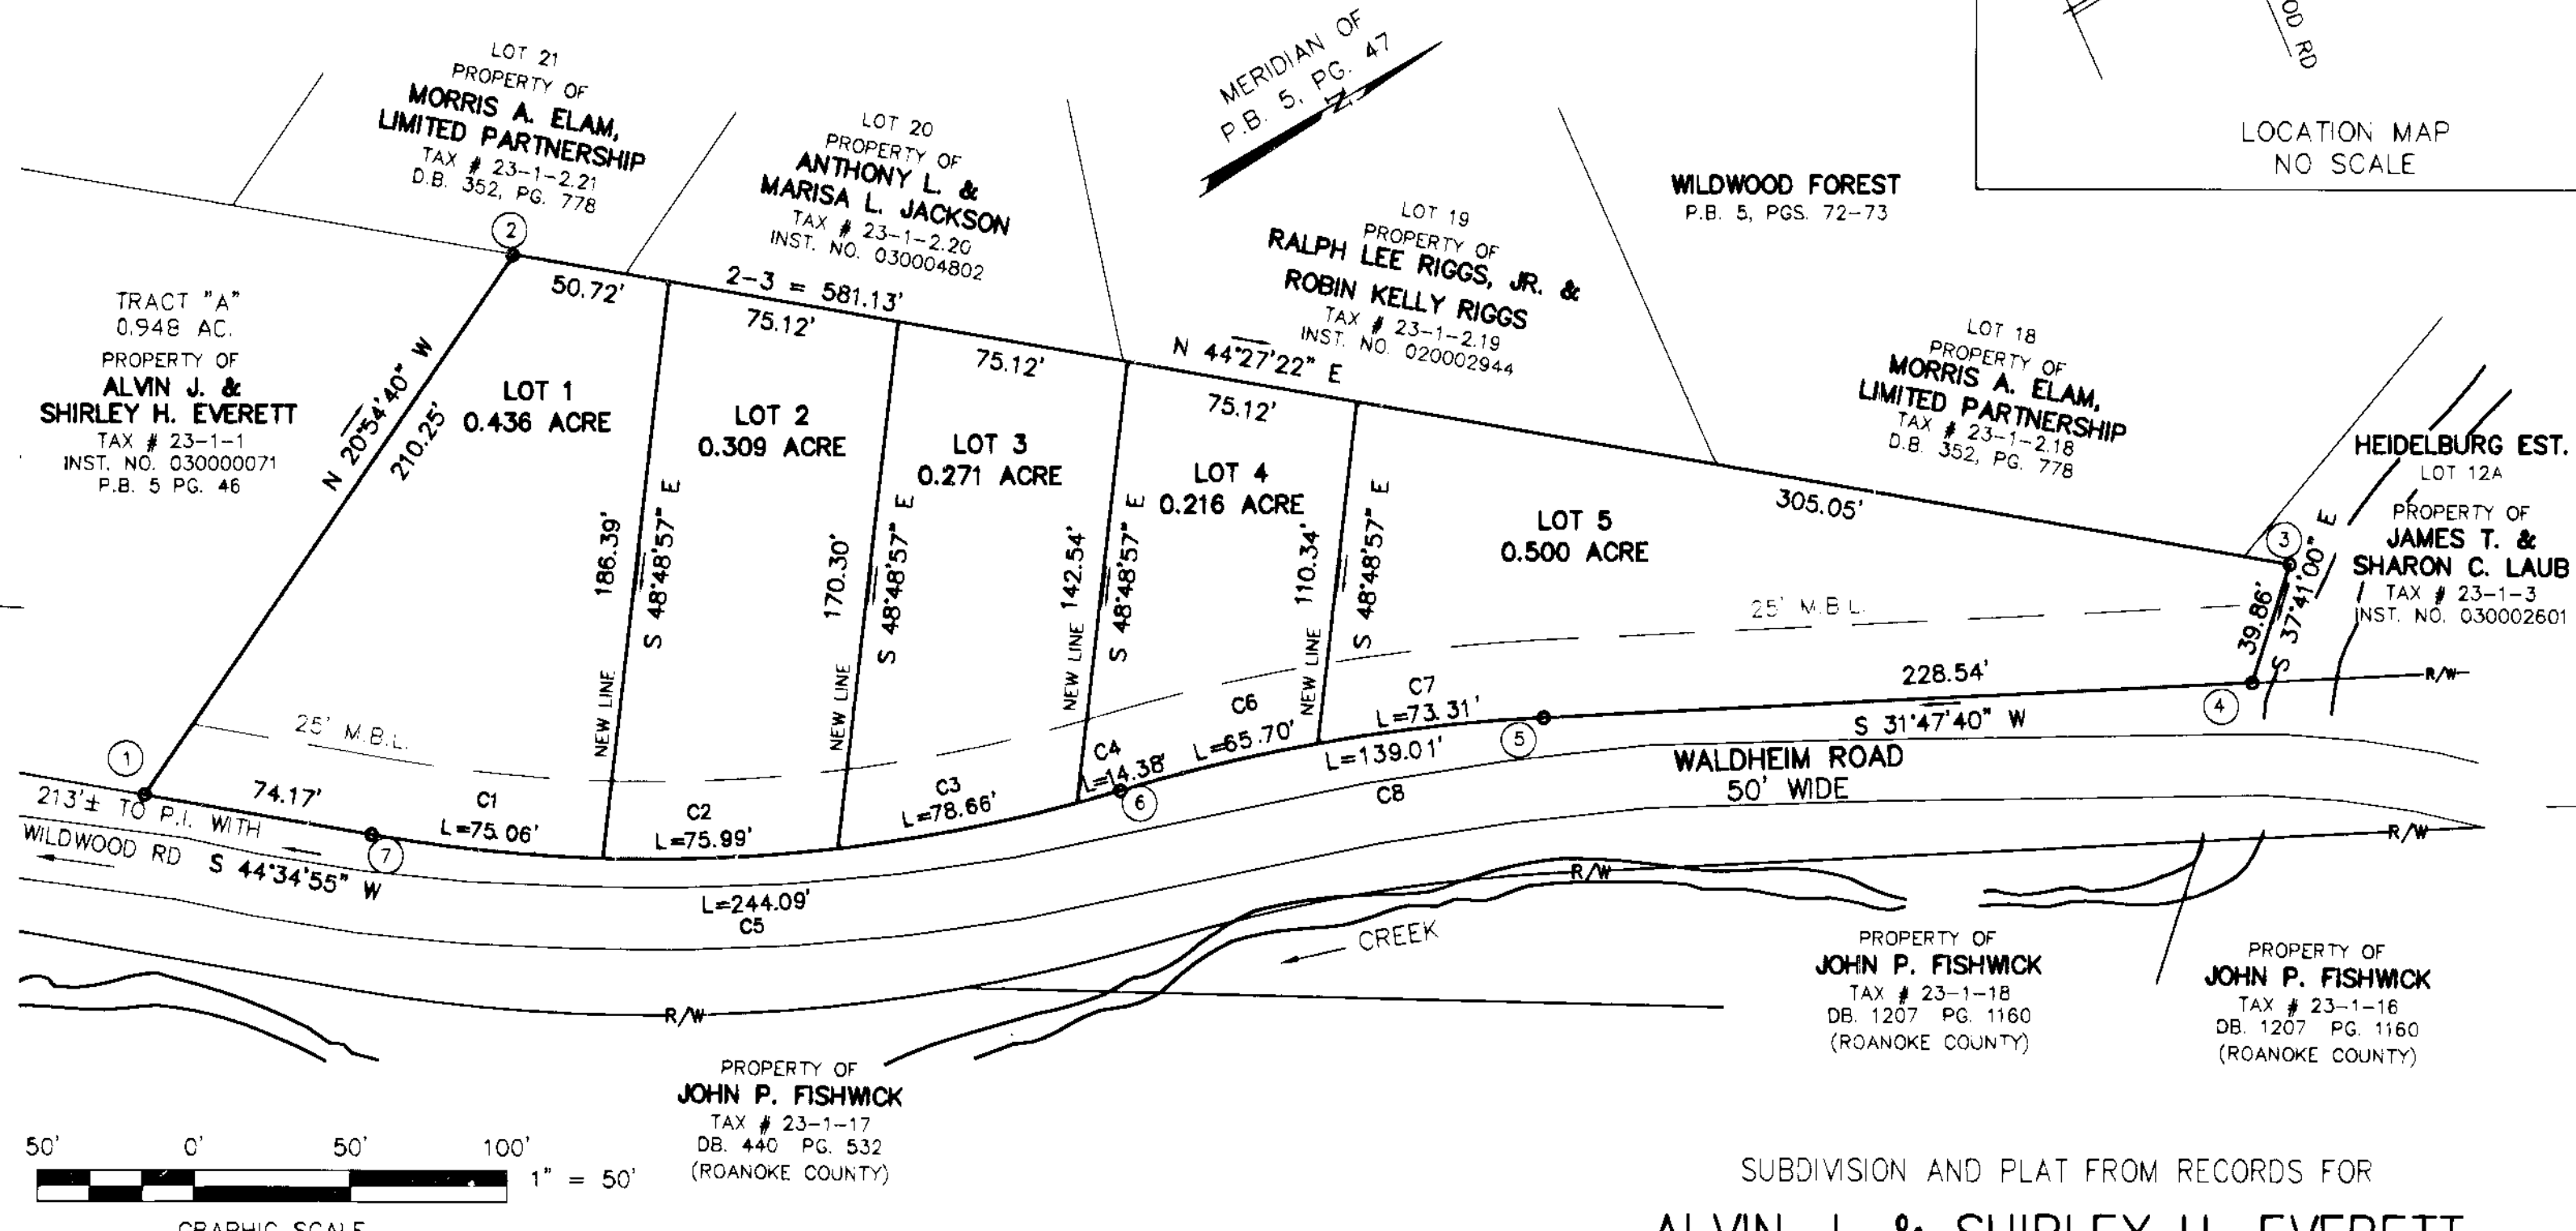 LOT 21
PROPERTY OF
MORRIS A. ELAM,
LIMITED PARTNERSHIP
TAX # 23-1-2.21
D.B. 352, PG. 778
LOT 20
PROPERTY OF
ANTHONY L. &
MARISA L. JACKSON
TAX # 23-1-2.20
INST. NO. 030004802
MERIDIAN OF
P.B. 5, PG. 47
N
LOT 19
PROPERTY OF
RALPH LEE RIGGS, JR. &
ROBIN KELLY RIGGS
TAX # 23-1-2.19
INST. NO. 020002944
WILDWOOD FOREST
P.B. 5, PGS. 72-73
OD RD
LOCATION MAP
NO SCALE
LOT 18
PROPERTY OF
MORRIS A. ELAM,
LIMITED PARTNERSHIP
TAX # 23-1-2.18
D.B. 352, PG. 778
HEIDELBURG EST.
LOT 12A
PROPERTY OF
JAMES T. &
SHARON C. LAUB
TAX # 23-1-3
INST. NO. 030002601
TRACT "A"
0.948 AC.
PROPERTY OF
ALVIN J. &
SHIRLEY H. EVERETT
TAX # 23-1-1
INST. NO. 030000071
P.B. 5 PG. 46
2
50.72'
2-3 = 581.13'
75.12'
75.12'
N 44°27'22" E
75.12'
305.05'
3
N 20°54'40" W
210.25'
LOT 1
0.436 ACRE
LOT 2
0.309 ACRE
LOT 3
0.271 ACRE
LOT 4
0.216 ACRE
LOT 5
0.500 ACRE
NEW LINE 186.39'
S 48°48'57" E
NEW LINE 170.30'
S 48°48'57" E
NEW LINE 142.54'
S 48°48'57" E
NEW LINE 110.34'
S 48°48'57" E
39.86'
S 37°41'00" E
25' M.B.L.
25' M.B.L.
1
74.17'
7
C1
L=75.06'
C2
L=75.99'
C3
L=78.66'
C4
L=14.38'
6
C6
L=65.70'
C7
L=73.31'
L=139.01'
C8
5
228.54'
S 31°47'40" W
4
R/W
WALDHEIM ROAD
50' WIDE
213'± TO P.I. WITH
WILDWOOD RD
S 44°34'55" W
L=244.09'
C5
R/W
R/W
R/W
CREEK
PROPERTY OF
JOHN P. FISHWICK
TAX # 23-1-17
DB. 440 PG. 532
(ROANOKE COUNTY)
PROPERTY OF
JOHN P. FISHWICK
TAX # 23-1-18
DB. 1207 PG. 1160
(ROANOKE COUNTY)
PROPERTY OF
JOHN P. FISHWICK
TAX # 23-1-16
DB. 1207 PG. 1160
(ROANOKE COUNTY)
50' 0' 50' 100'
1" = 50'
GRAPHIC SCALE
SUBDIVISION AND PLAT FROM RECORDS FOR
ALVIN J. & SHIRLEY H. EVERETT